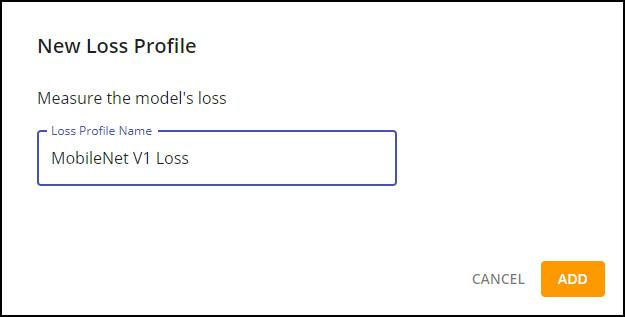 New Loss Profile
Measure the model's loss
Loss Profile Name
MobileNet V1 Loss
CANCEL ADD